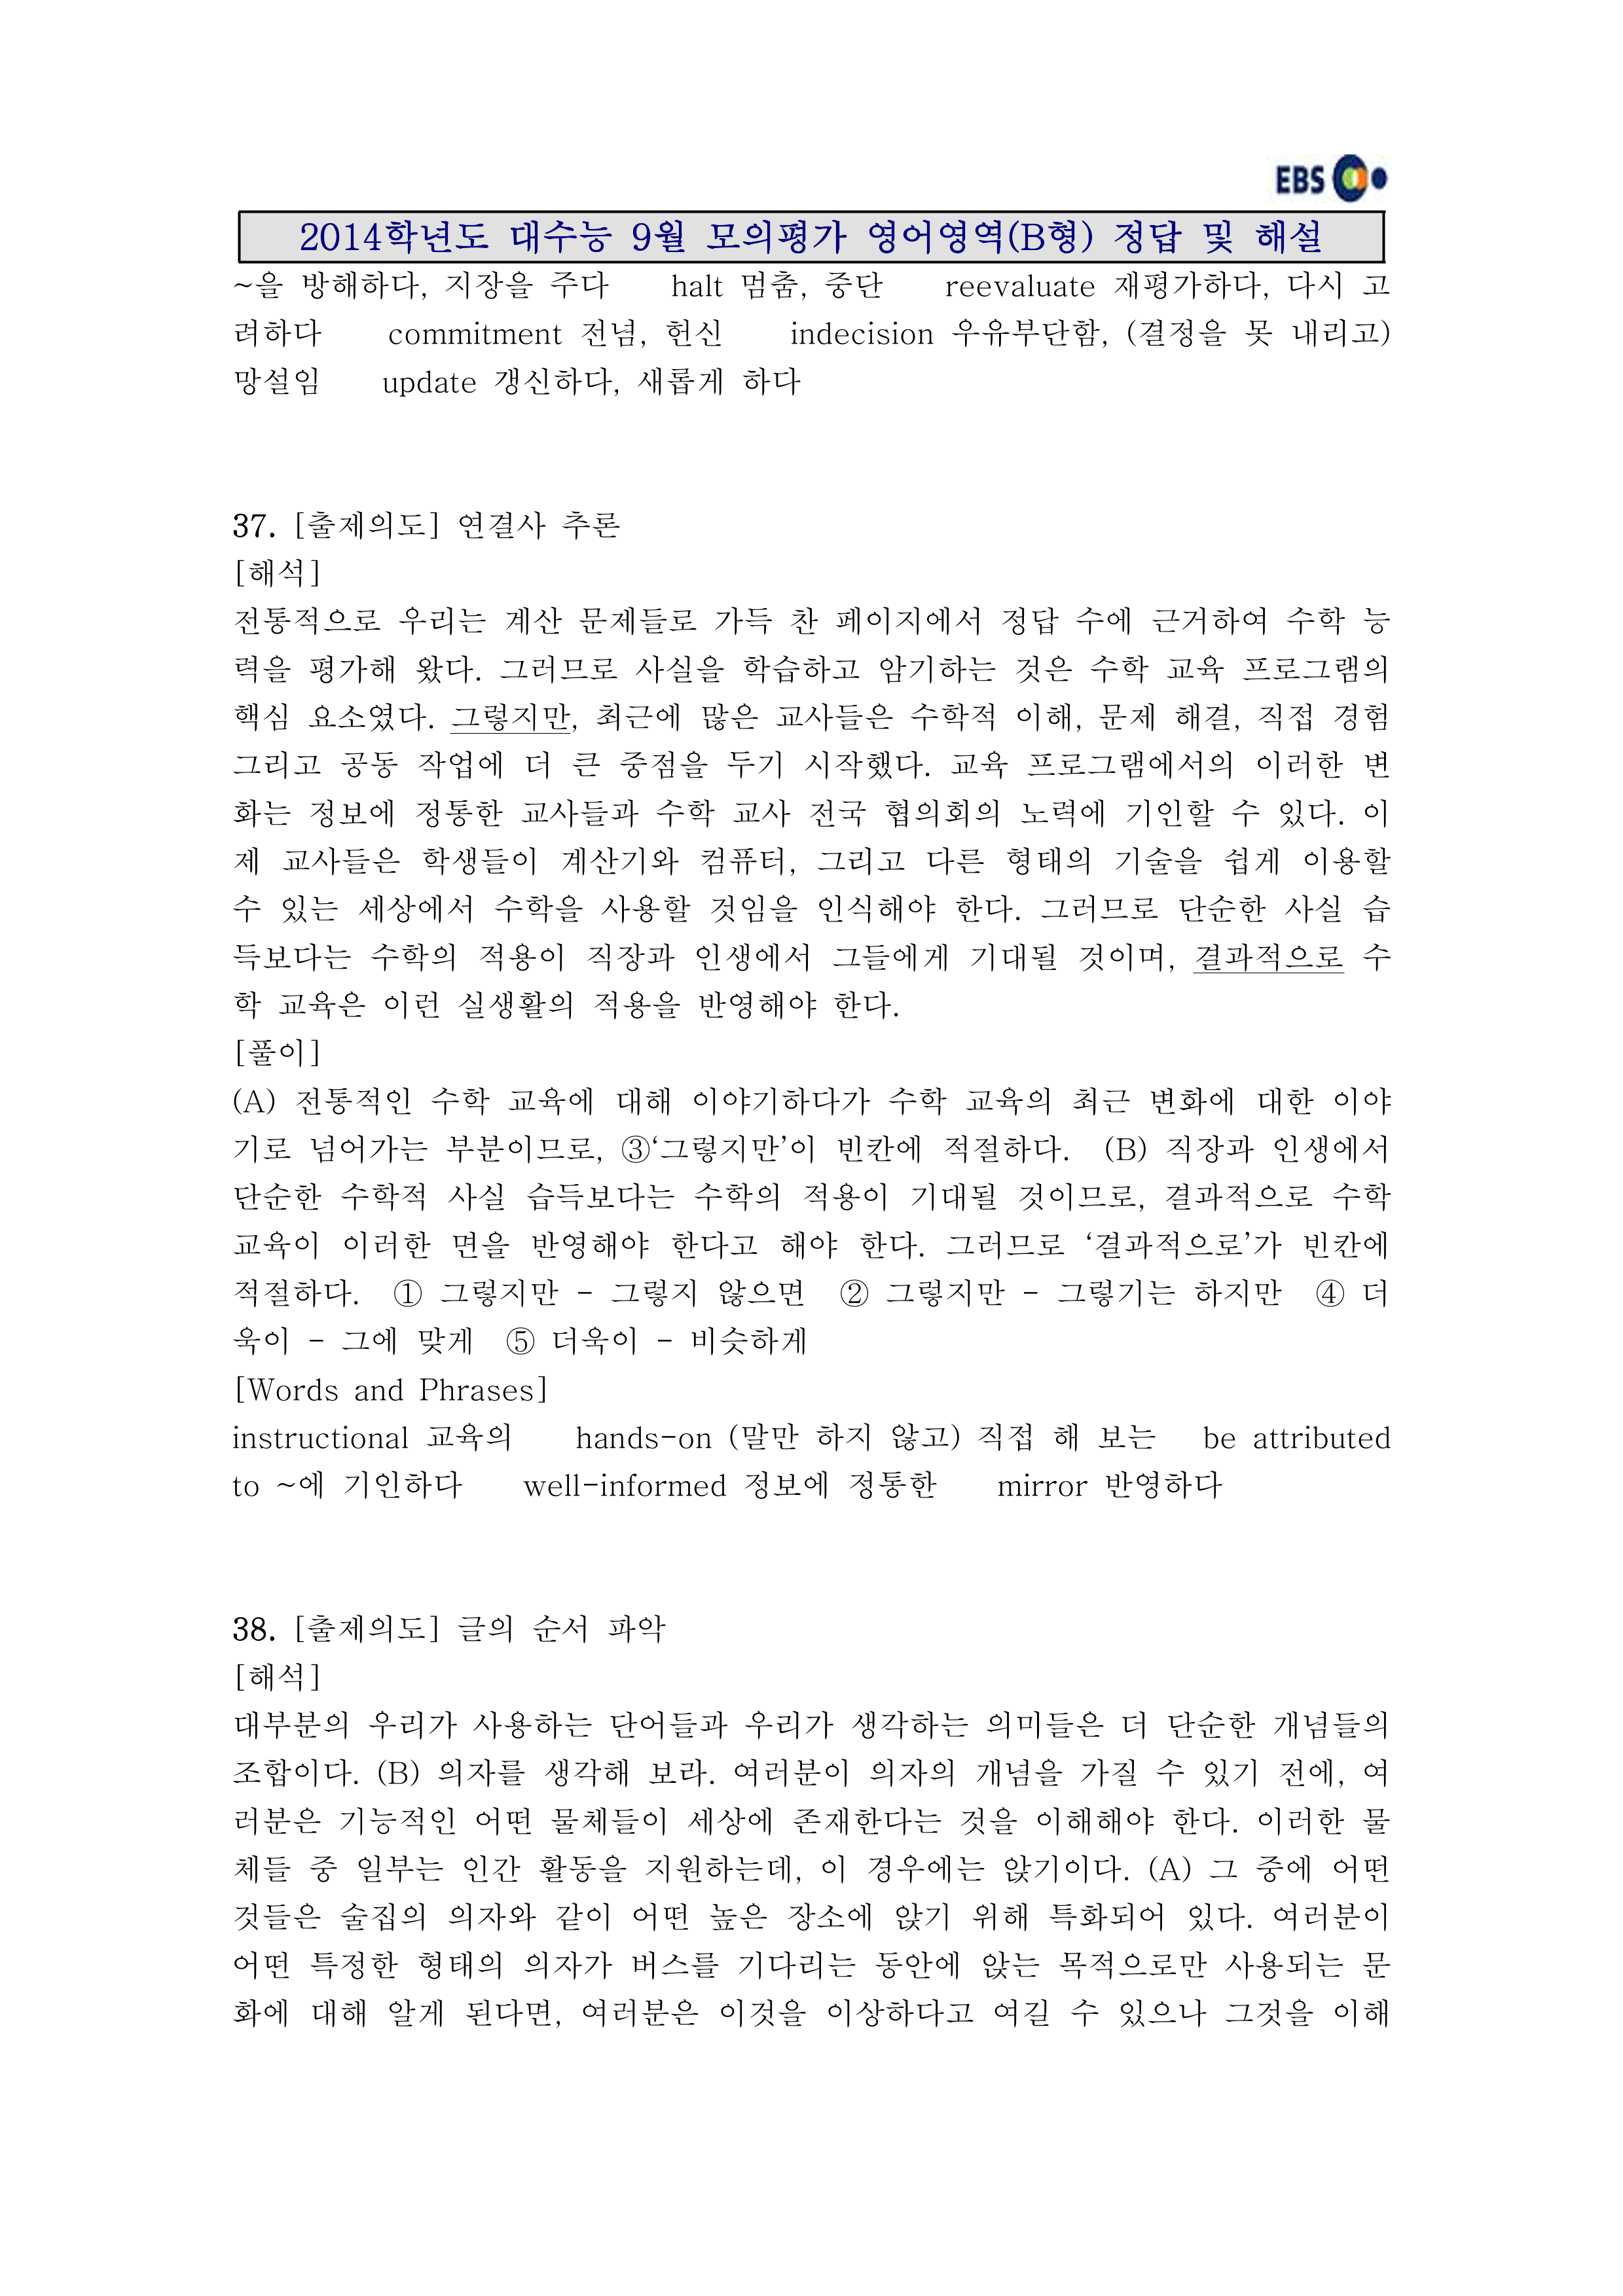 EBS
2014학년도 대수능 9월 모의평가 영어영역(B형) 정답 및 해설
~을 방해하다, 지장을 주다 halt 멈춤, 중단 reevaluate 재평가하다, 다시 고
려하다 commitment 전념, 헌신 indecision 우유부단함, (결정을 못 내리고)
망설임 update 갱신하다, 새롭게 하다
37. [출제의도] 연결사 추론
[해석]
전통적으로 우리는 계산 문제들로 가득 찬 페이지에서 정답 수에 근거하여 수학 능
력을 평가해 왔다. 그러므로 사실을 학습하고 암기하는 것은 수학 교육 프로그램의
핵심 요소였다. 그렇지만, 최근에 많은 교사들은 수학적 이해, 문제 해결, 직접 경험
그리고 공동 작업에 더 큰 중점을 두기 시작했다. 교육 프로그램에서의 이러한 변
화는 정보에 정통한 교사들과 수학 교사 전국 협의회의 노력에 기인할 수 있다. 이
제 교사들은 학생들이 계산기와 컴퓨터, 그리고 다른 형태의 기술을 쉽게 이용할
수 있는 세상에서 수학을 사용할 것임을 인식해야 한다. 그러므로 단순한 사실 습
득보다는 수학의 적용이 직장과 인생에서 그들에게 기대될 것이며, 결과적으로 수
학 교육은 이런 실생활의 적용을 반영해야 한다.
[풀이]
(A) 전통적인 수학 교육에 대해 이야기하다가 수학 교육의 최근 변화에 대한 이야
기로 넘어가는 부분이므로, ③‘그렇지만’이 빈칸에 적절하다. (B) 직장과 인생에서
단순한 수학적 사실 습득보다는 수학의 적용이 기대될 것이므로, 결과적으로 수학
교육이 이러한 면을 반영해야 한다고 해야 한다. 그러므로 ‘결과적으로’가 빈칸에
적절하다. ① 그렇지만 - 그렇지 않으면 ② 그렇지만 - 그렇기는 하지만 ④ 더
욱이 - 그에 맞게 ⑤ 더욱이 - 비슷하게
[Words and Phrases]
instructional 교육의 hands-on (말만 하지 않고) 직접 해 보는 be attributed
to ~에 기인하다 well-informed 정보에 정통한 mirror 반영하다
38. [출제의도] 글의 순서 파악
[해석]
대부분의 우리가 사용하는 단어들과 우리가 생각하는 의미들은 더 단순한 개념들의
조합이다. (B) 의자를 생각해 보라. 여러분이 의자의 개념을 가질 수 있기 전에, 여
러분은 기능적인 어떤 물체들이 세상에 존재한다는 것을 이해해야 한다. 이러한 물
체들 중 일부는 인간 활동을 지원하는데, 이 경우에는 앉기이다. (A) 그 중에 어떤
것들은 술집의 의자와 같이 어떤 높은 장소에 앉기 위해 특화되어 있다. 여러분이
어떤 특정한 형태의 의자가 버스를 기다리는 동안에 앉는 목적으로만 사용되는 문
화에 대해 알게 된다면, 여러분은 이것을 이상하다고 여길 수 있으나 그것을 이해